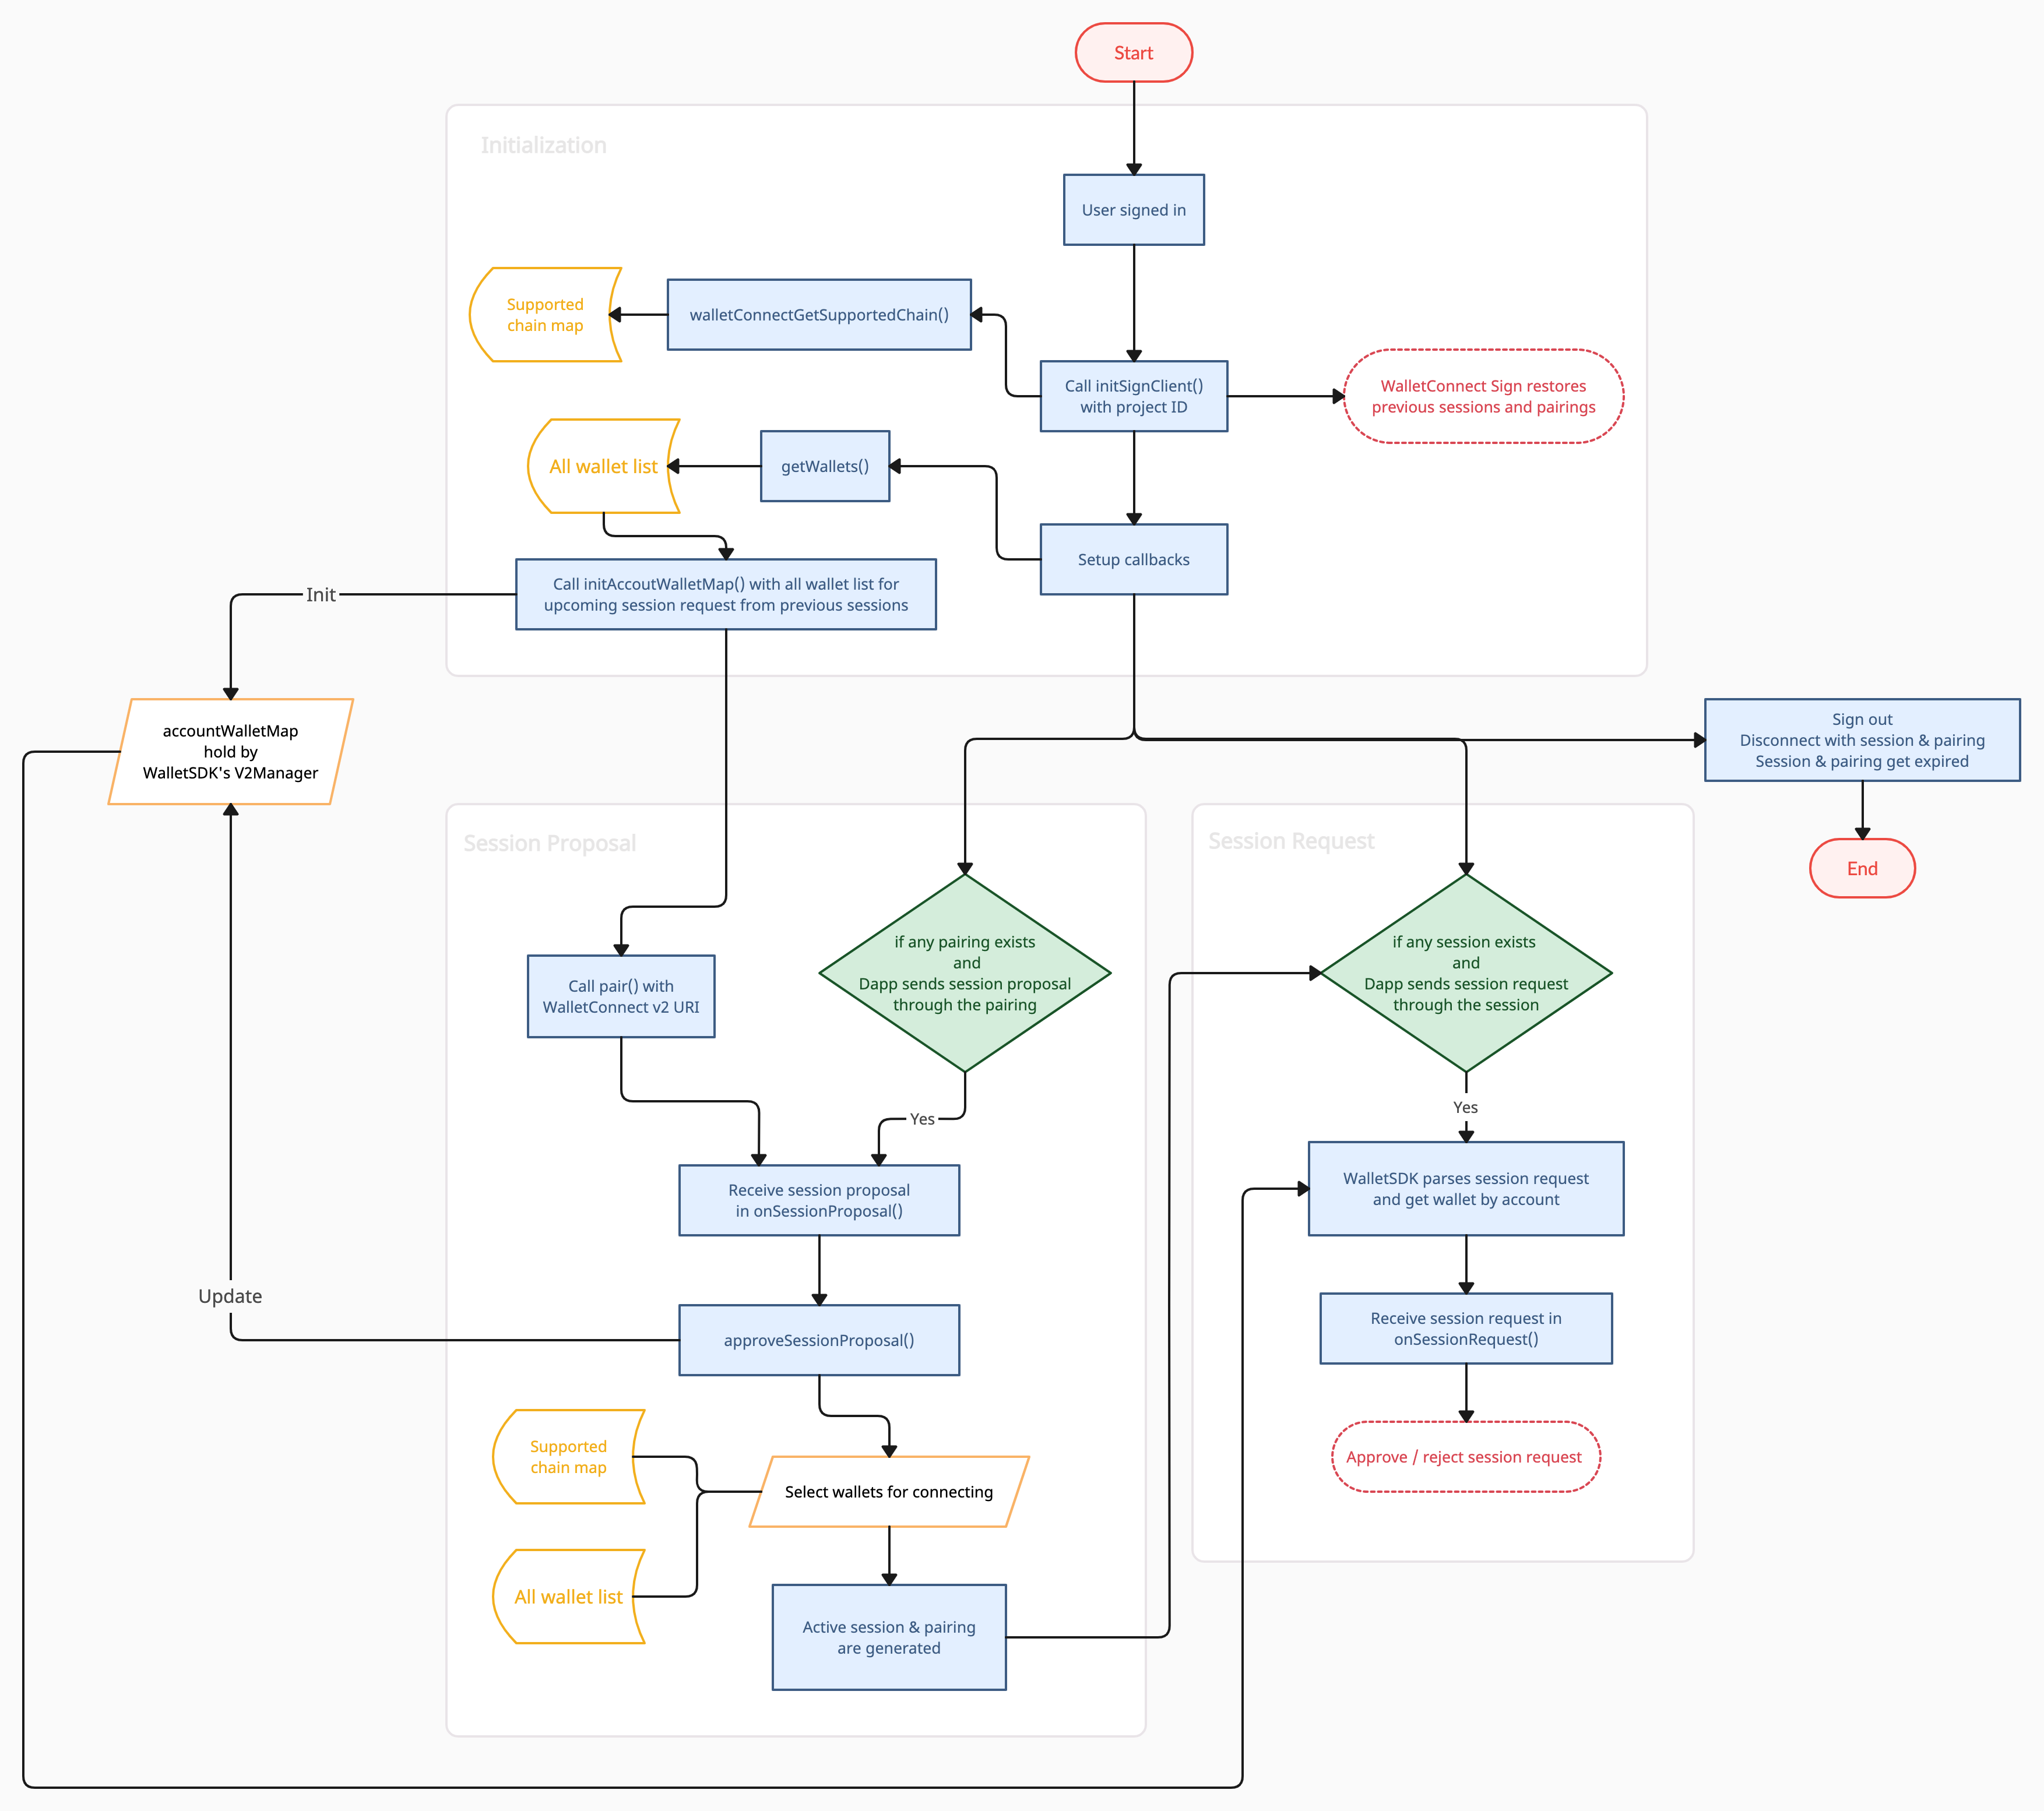 Start
Initialization
User signed in
Supported
chain map
walletConnectGetSupportedChain()
Call initSignClient()
with project ID
WalletConnect Sign restores
previous sessions and pairings
All wallet list
getWallets()
Setup callbacks
Call initAccoutWalletMap() with all wallet list for
upcoming session request from previous sessions
Init
accountWalletMap
hold by
WalletSDK's V2Manager
Sign out
Disconnect with session & pairing
Session & pairing get expired
End
Session Proposal
Call pair() with
WalletConnect v2 URI
if any pairing exists
and
Dapp sends session proposal
through the pairing
Yes
Receive session proposal
in onSessionProposal()
Update
approveSessionProposal()
Supported
chain map
Select wallets for connecting
All wallet list
Active session & pairing
are generated
Session Request
if any session exists
and
Dapp sends session request
through the session
Yes
WalletSDK parses session request
and get wallet by account
Receive session request in
onSessionRequest()
Approve / reject session request